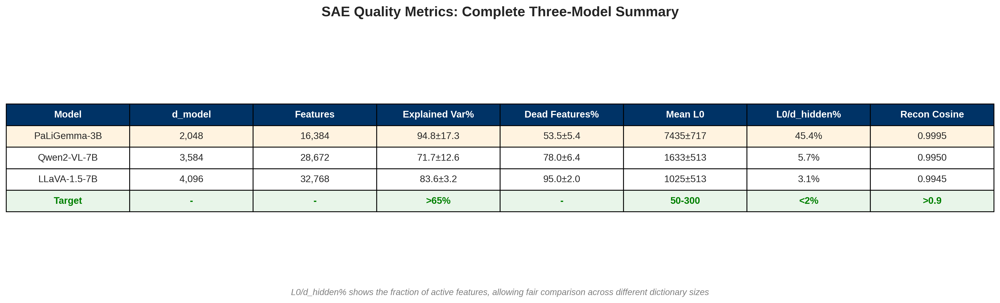 SAE Quality Metrics: Complete Three-Model Summary
Model d_model Features Explained Var% Dead Features% Mean L0 L0/d_hidden% Recon Cosine
PaLiGemma-3B 2,048 16,384 94.8±17.3 53.5±5.4 7435±717 45.4% 0.9995
Qwen2-VL-7B 3,584 28,672 71.7±12.6 78.0±6.4 1633±513 5.7% 0.9950
LLaVA-1.5-7B 4,096 32,768 83.6±3.2 95.0±2.0 1025±513 3.1% 0.9945
Target - - >65% - 50-300 <2% >0.9
L0/d_hidden% shows the fraction of active features, allowing fair comparison across different dictionary sizes